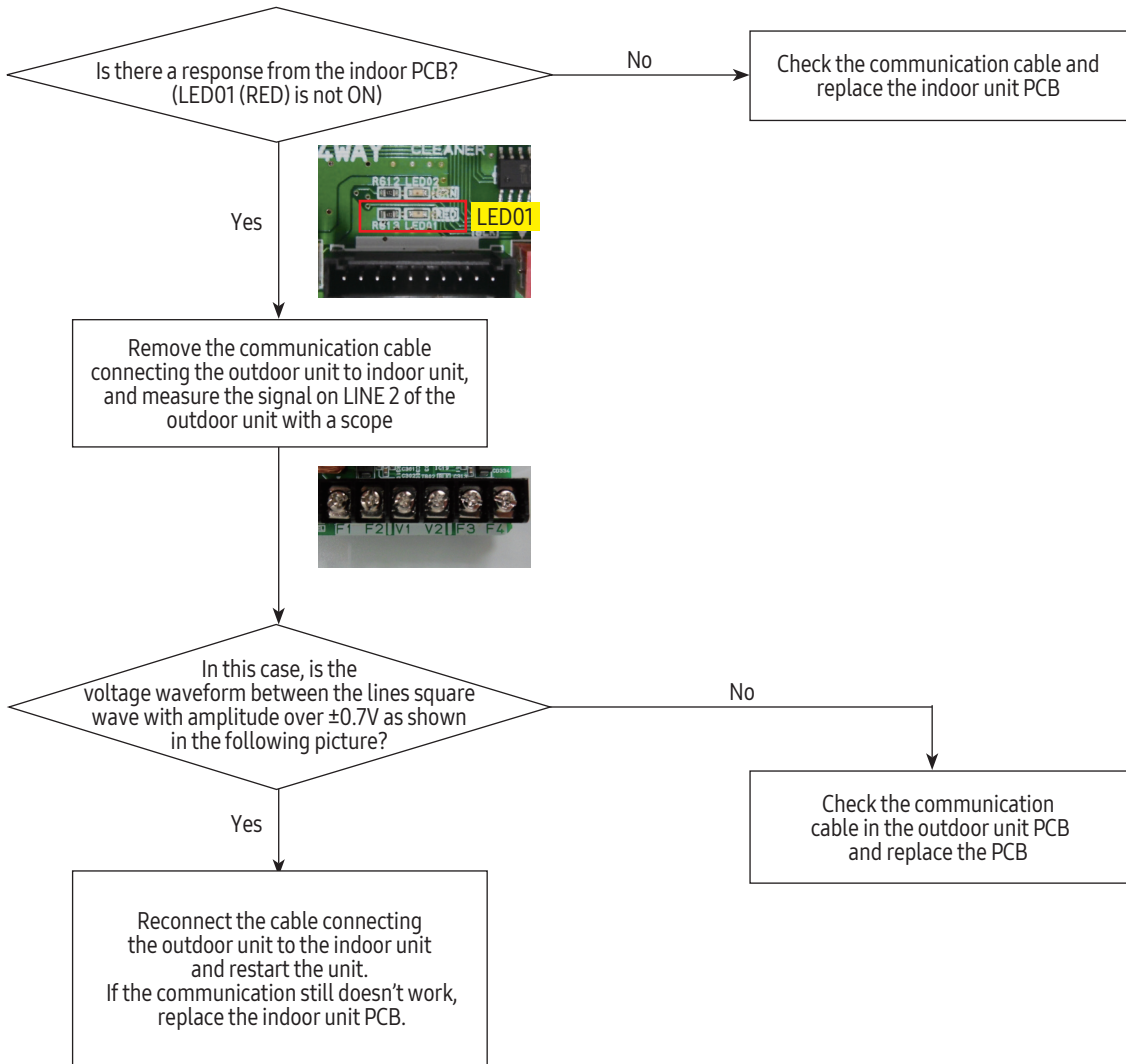 Is there a response from the indoor PCB?
(LED01 (RED) is not ON)
No
Check the communication cable and
replace the indoor unit PCB
4WAY CLEANER
R612 LED02
RED
R613 LED01
LED01
Yes
Remove the communication cable
connecting the outdoor unit to indoor unit,
and measure the signal on LINE 2 of the
outdoor unit with a scope
F1 F2 V1 V2 F3 F4
In this case, is the
voltage waveform between the lines square
wave with amplitude over ±0.7V as shown
in the following picture?
No
Check the communication
cable in the outdoor unit PCB
and replace the PCB
Yes
Reconnect the cable connecting
the outdoor unit to the indoor unit
and restart the unit.
If the communication still doesn’t work,
replace the indoor unit PCB.